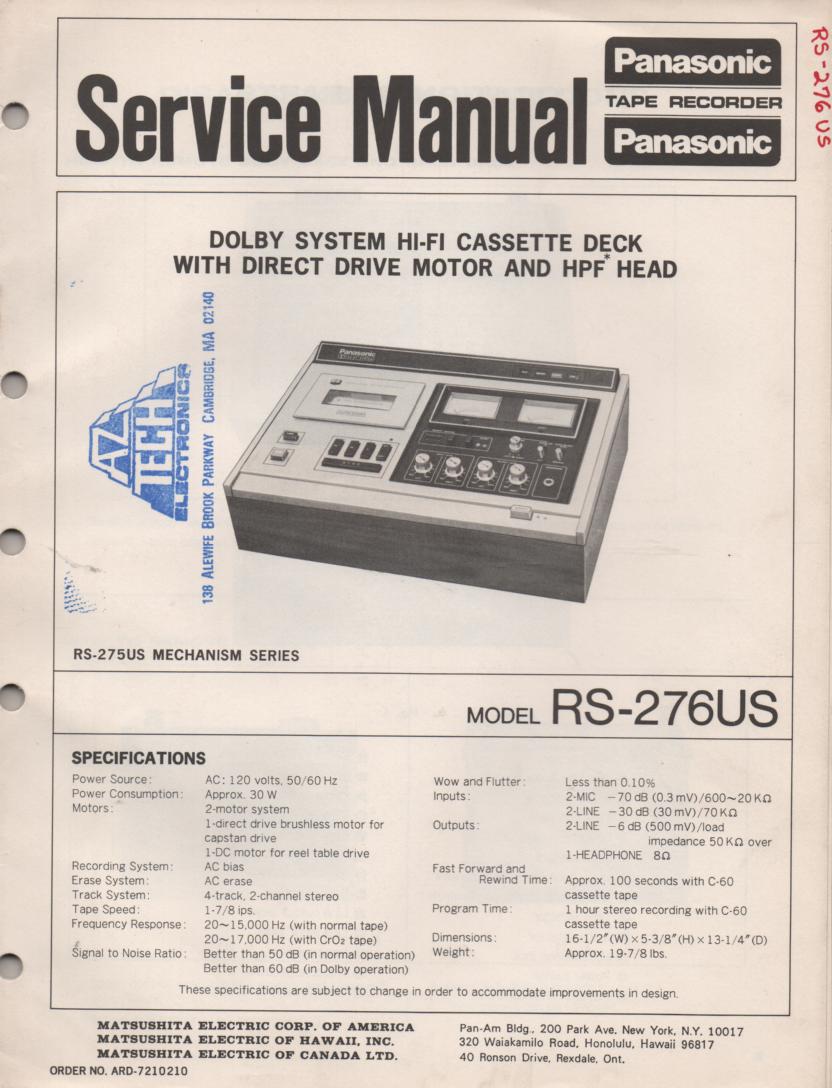 Service Manual
Panasonic
TAPE RECORDER
Panasonic
RS-276 US
DOLBY SYSTEM HI-FI CASSETTE DECK
WITH DIRECT DRIVE MOTOR AND HPF* HEAD
AZ
TECH
ELECTRONICS
138 ALEWIFE BROOK PARKWAY CAMBRIDGE, MA 02140
Panasonic
RS-275US MECHANISM SERIES
MODEL RS-276US
SPECIFICATIONS
Power Source: AC: 120 volts, 50/60 Hz
Power Consumption: Approx. 30 W
Motors: 2-motor system
1-direct drive brushless motor for
capstan drive
1-DC motor for reel table drive
Recording System: AC bias
Erase System: AC erase
Track System: 4-track, 2-channel stereo
Tape Speed: 1-7/8 ips.
Frequency Response: 20~15,000 Hz (with normal tape)
20~17,000 Hz (with CrO2 tape)
Signal to Noise Ratio: Better than 50 dB (in normal operation)
Better than 60 dB (in Dolby operation)
Wow and Flutter: Less than 0.10%
Inputs: 2-MIC −70 dB (0.3 mV)/600~20 KΩ
2-LINE −30 dB (30 mV)/70 KΩ
Outputs: 2-LINE −6 dB (500 mV)/load
impedance 50 KΩ over
1-HEADPHONE 8Ω
Fast Forward and
Rewind Time: Approx. 100 seconds with C-60
cassette tape
Program Time: 1 hour stereo recording with C-60
cassette tape
Dimensions: 16-1/2″(W)×5-3/8″(H)×13-1/4″(D)
Weight: Approx. 19-7/8 lbs.
These specifications are subject to change in order to accommodate improvements in design.
MATSUSHITA ELECTRIC CORP. OF AMERICA Pan-Am Bldg., 200 Park Ave. New York, N.Y. 10017
MATSUSHITA ELECTRIC OF HAWAII, INC. 320 Waiakamilo Road, Honolulu, Hawaii 96817
MATSUSHITA ELECTRIC OF CANADA LTD. 40 Ronson Drive, Rexdale, Ont.
ORDER NO. ARD-7210210